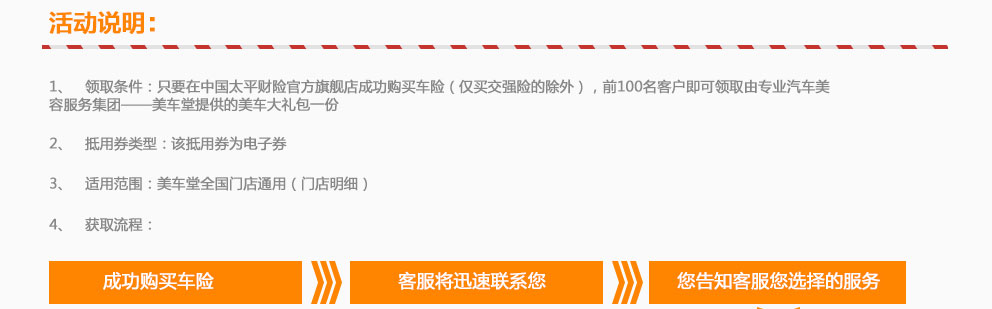 活动说明：
1、 领取条件：只要在中国太平财险官方旗舰店成功购买车险（仅买交强险的除外），前100名客户即可领取由专业汽车美
容服务集团——美车堂提供的美车大礼包一份
2、 抵用券类型：该抵用券为电子券
3、 适用范围：美车堂全国门店通用（门店明细）
4、 获取流程：
成功购买车险
客服将迅速联系您
您告知客服您选择的服务